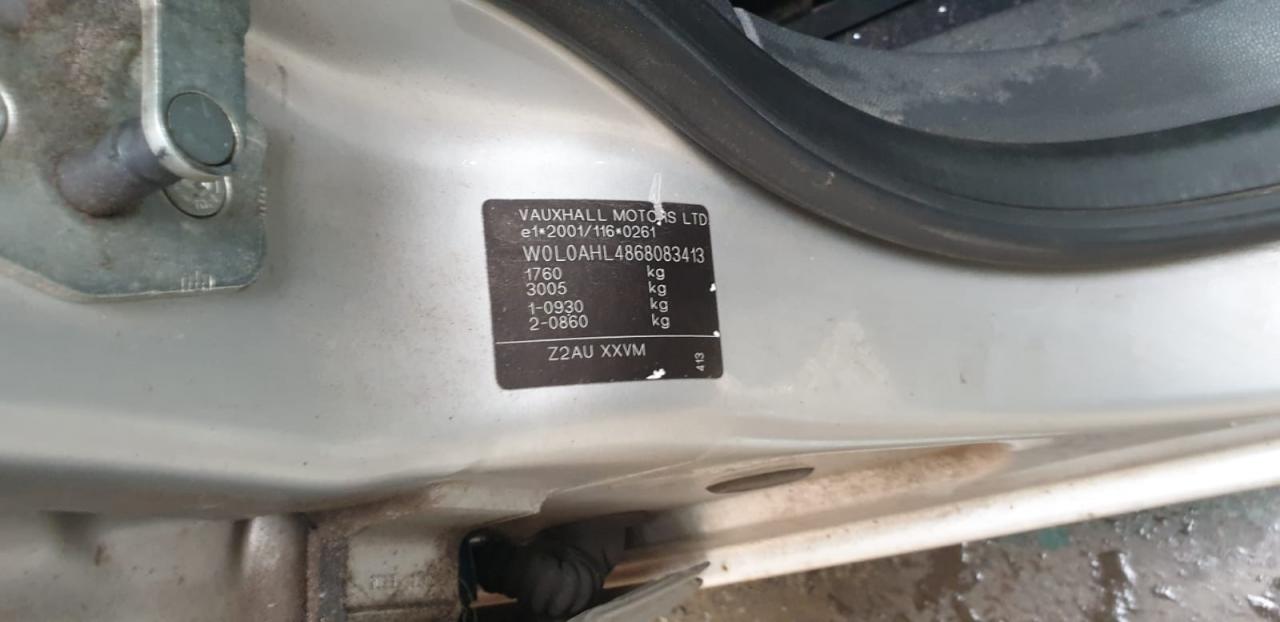 VAUXHALL MOTORS LTD
e1*2001/116*0261
W0L0AHL4868083413
1760 kg
3005 kg
1-0930 kg
2-0860 kg
Z2AU XXVM
413